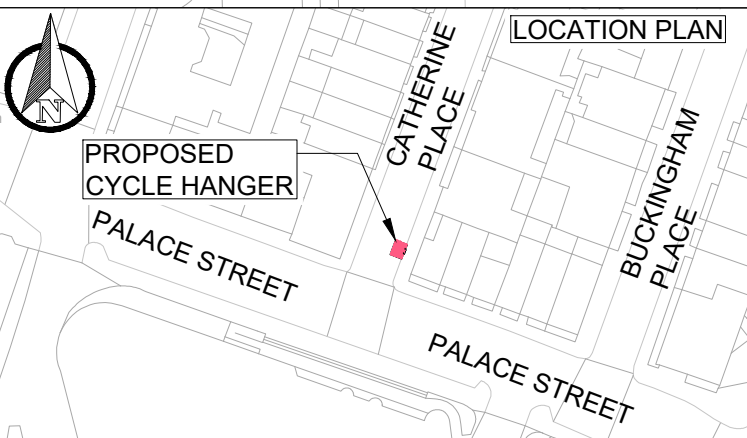 LOCATION PLAN
N
CATHERINE
PLACE
PROPOSED
CYCLE HANGER
BUCKINGHAM
PLACE
PALACE STREET
PALACE STREET